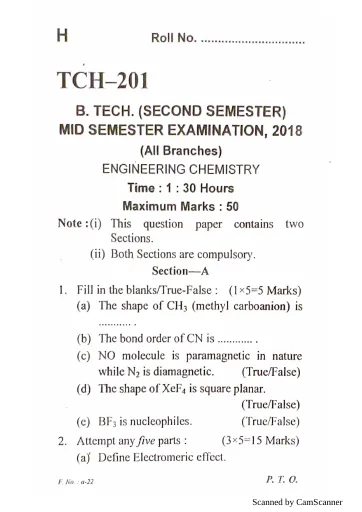 H Roll No. ..............................
TCH–201
B. TECH. (SECOND SEMESTER)
MID SEMESTER EXAMINATION, 2018
(All Branches)
ENGINEERING CHEMISTRY
Time : 1 : 30 Hours
Maximum Marks : 50
Note : (i) This question paper contains two
Sections.
(ii) Both Sections are compulsory.
Section—A
1. Fill in the blanks/True-False : (1×5=5 Marks)
(a) The shape of CH3 (methyl carboanion) is
............ .
(b) The bond order of CN is ............ .
(c) NO molecule is paramagnetic in nature
while N2 is diamagnetic. (True/False)
(d) The shape of XeF4 is square planar.
(True/False)
(e) BF3 is nucleophiles. (True/False)
2. Attempt any five parts : (3×5=15 Marks)
(a) Define Electromeric effect.
F. No. : a-22 P. T. O.
Scanned by CamScanner